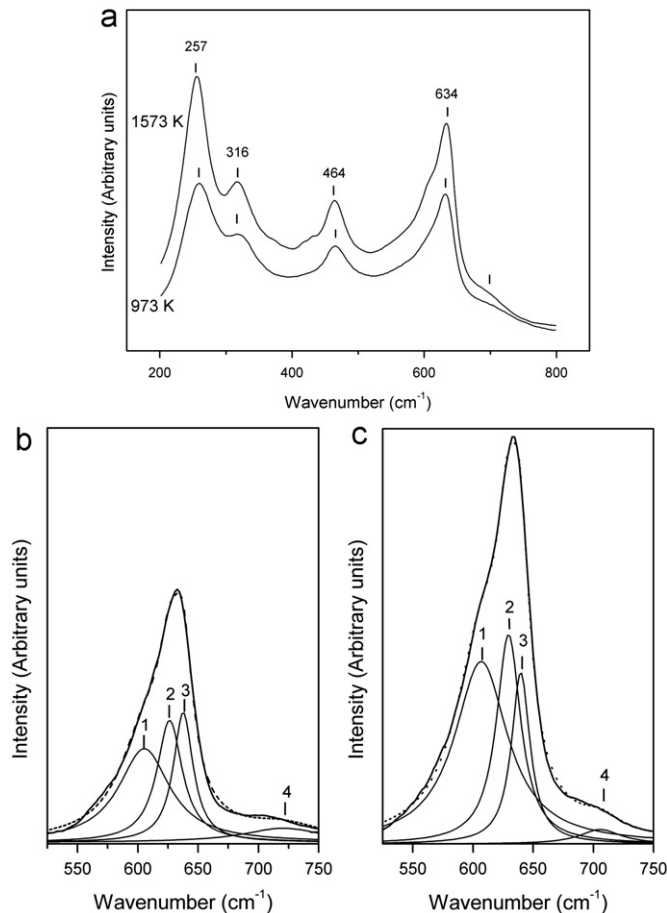 a
257
634
1573 K
316
464
973 K
Intensity (Arbitrary units)
200
400
600
800
Wavenumber (cm⁻¹)
b
Intensity (Arbitrary units)
1
2
3
4
550
600
650
700
750
Wavenumber (cm⁻¹)
c
Intensity (Arbitrary units)
1
2
3
4
550
600
650
700
750
Wavenumber (cm⁻¹)